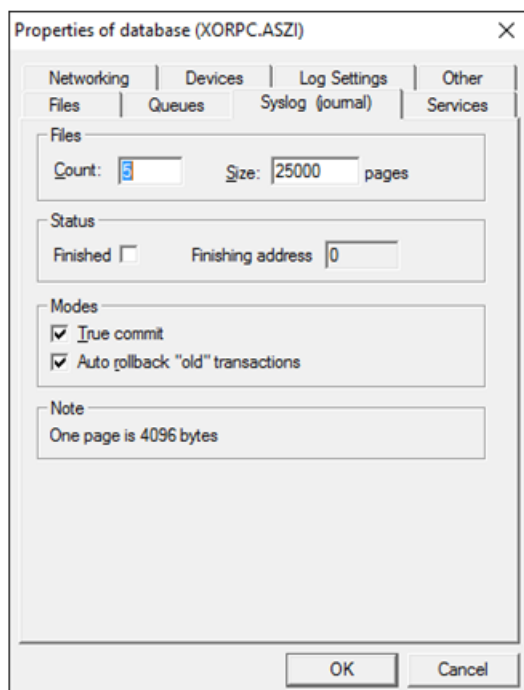 Properties of database (XORPC.ASZI)
Networking Devices Log Settings Other
Files Queues Syslog (journal) Services
Files
Count: 5 Size: 25000 pages
Status
Finished Finishing address 0
Modes
True commit
Auto rollback "old" transactions
Note
One page is 4096 bytes
OK Cancel